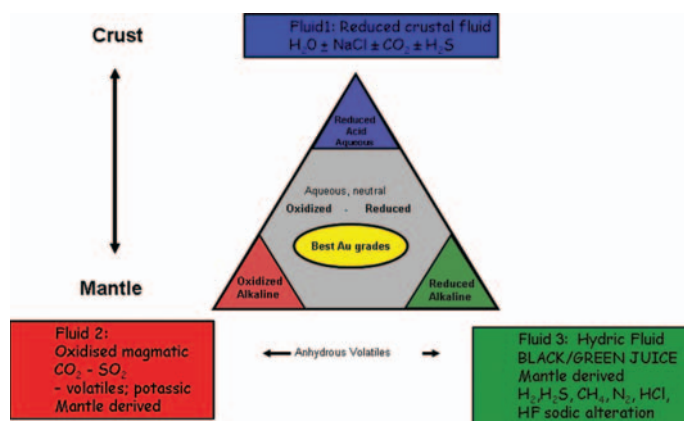 Crust
Fluid1: Reduced crustal fluid
H2O ± NaCl ± CO2 ± H2S
Reduced
Acid
Aqueous
Aqueous, neutral
Oxidized - Reduced
Best Au grades
Oxidized
Alkaline
Reduced
Alkaline
Mantle
Fluid 2:
Oxidised magmatic
CO2 - SO2
- volatiles; potassic
Mantle derived
Anhydrous Volatiles
Fluid 3: Hydric Fluid
BLACK/GREEN JUICE
Mantle derived
H2,H2S, CH4, N2, HCl,
HF sodic alteration